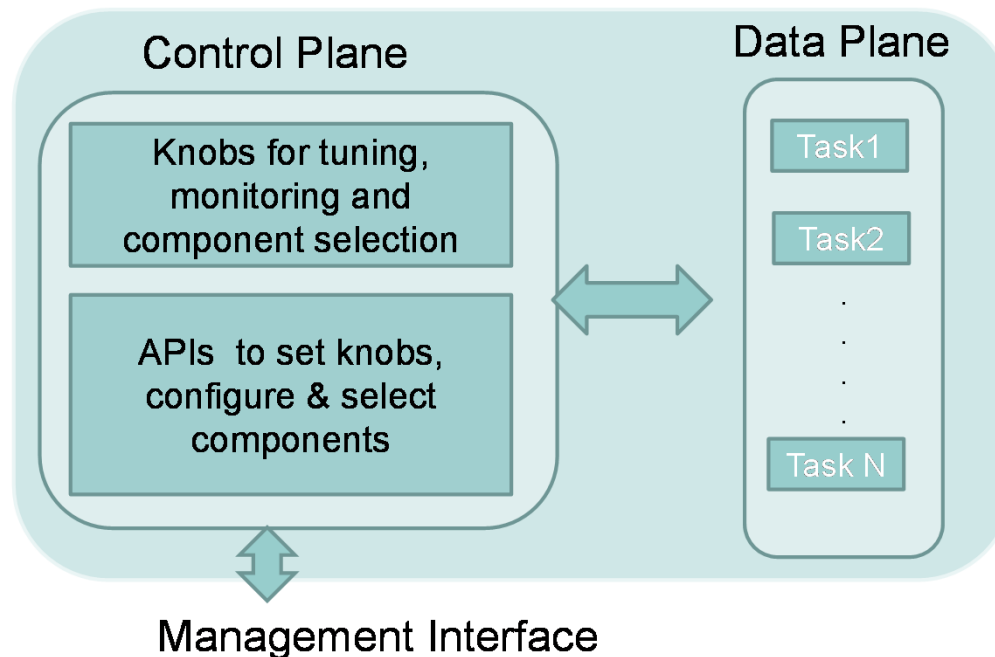 Control Plane
Data Plane
Knobs for tuning,
monitoring and
component selection
APIs to set knobs,
configure & select
components
Task1
Task2
.
.
.
.
Task N
Management Interface